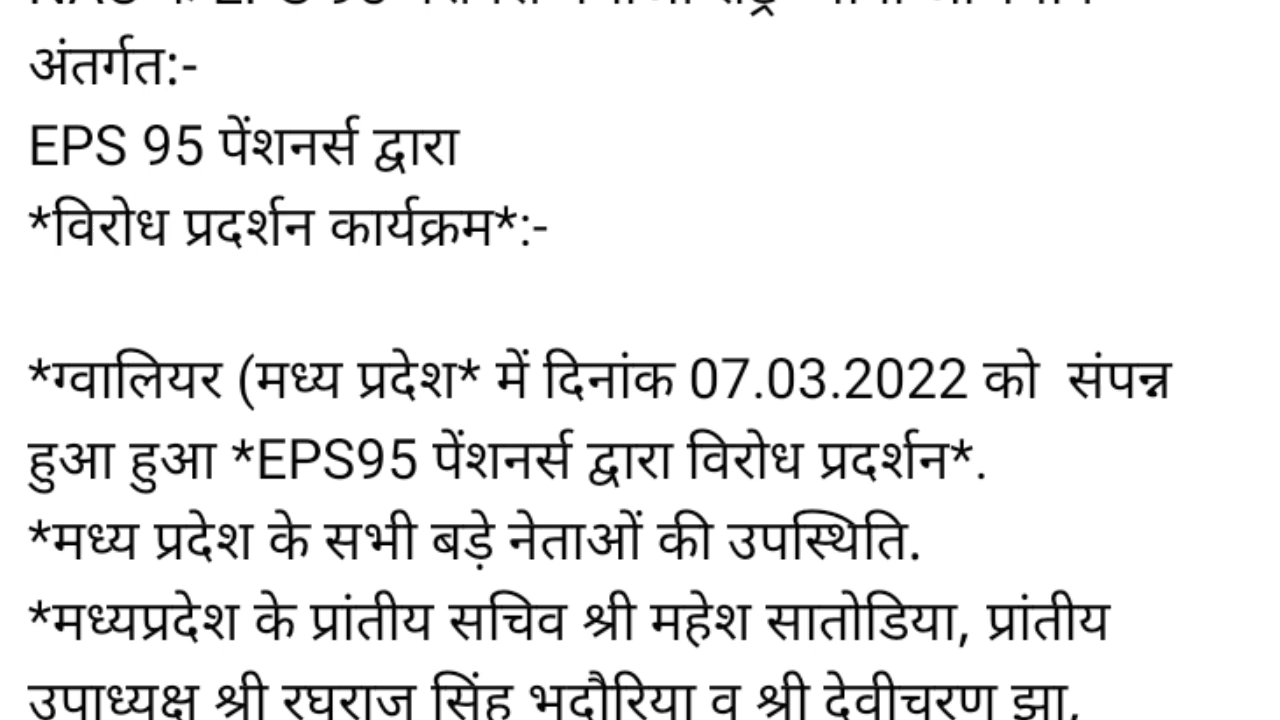 अंतर्गत:-
EPS 95 पेंशनर्स द्वारा
*विरोध प्रदर्शन कार्यक्रम*:-
*ग्वालियर (मध्य प्रदेश* में दिनांक 07.03.2022 को संपन्न
हुआ हुआ *EPS95 पेंशनर्स द्वारा विरोध प्रदर्शन*.
*मध्य प्रदेश के सभी बड़े नेताओं की उपस्थिति.
*मध्यप्रदेश के प्रांतीय सचिव श्री महेश सातोडिया, प्रांतीय
उपाध्यक्ष श्री रघुराज सिंह भदौरिया व श्री देवीचरण झा,